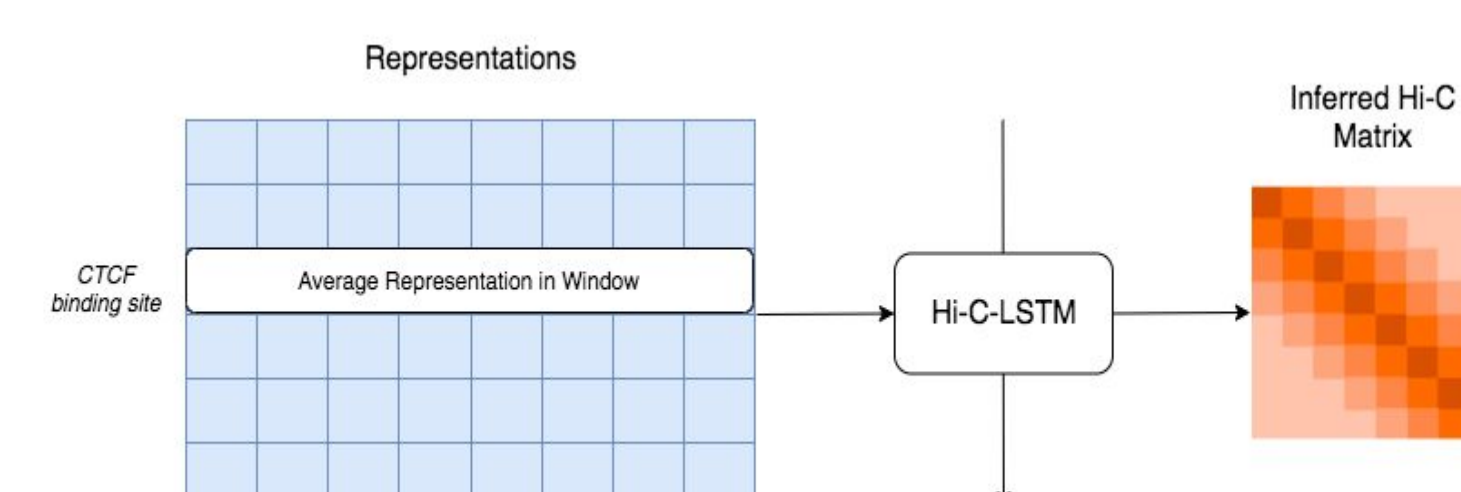 Representations
Inferred Hi-C
Matrix
CTCF
binding site
Average Representation in Window
Hi-C-LSTM